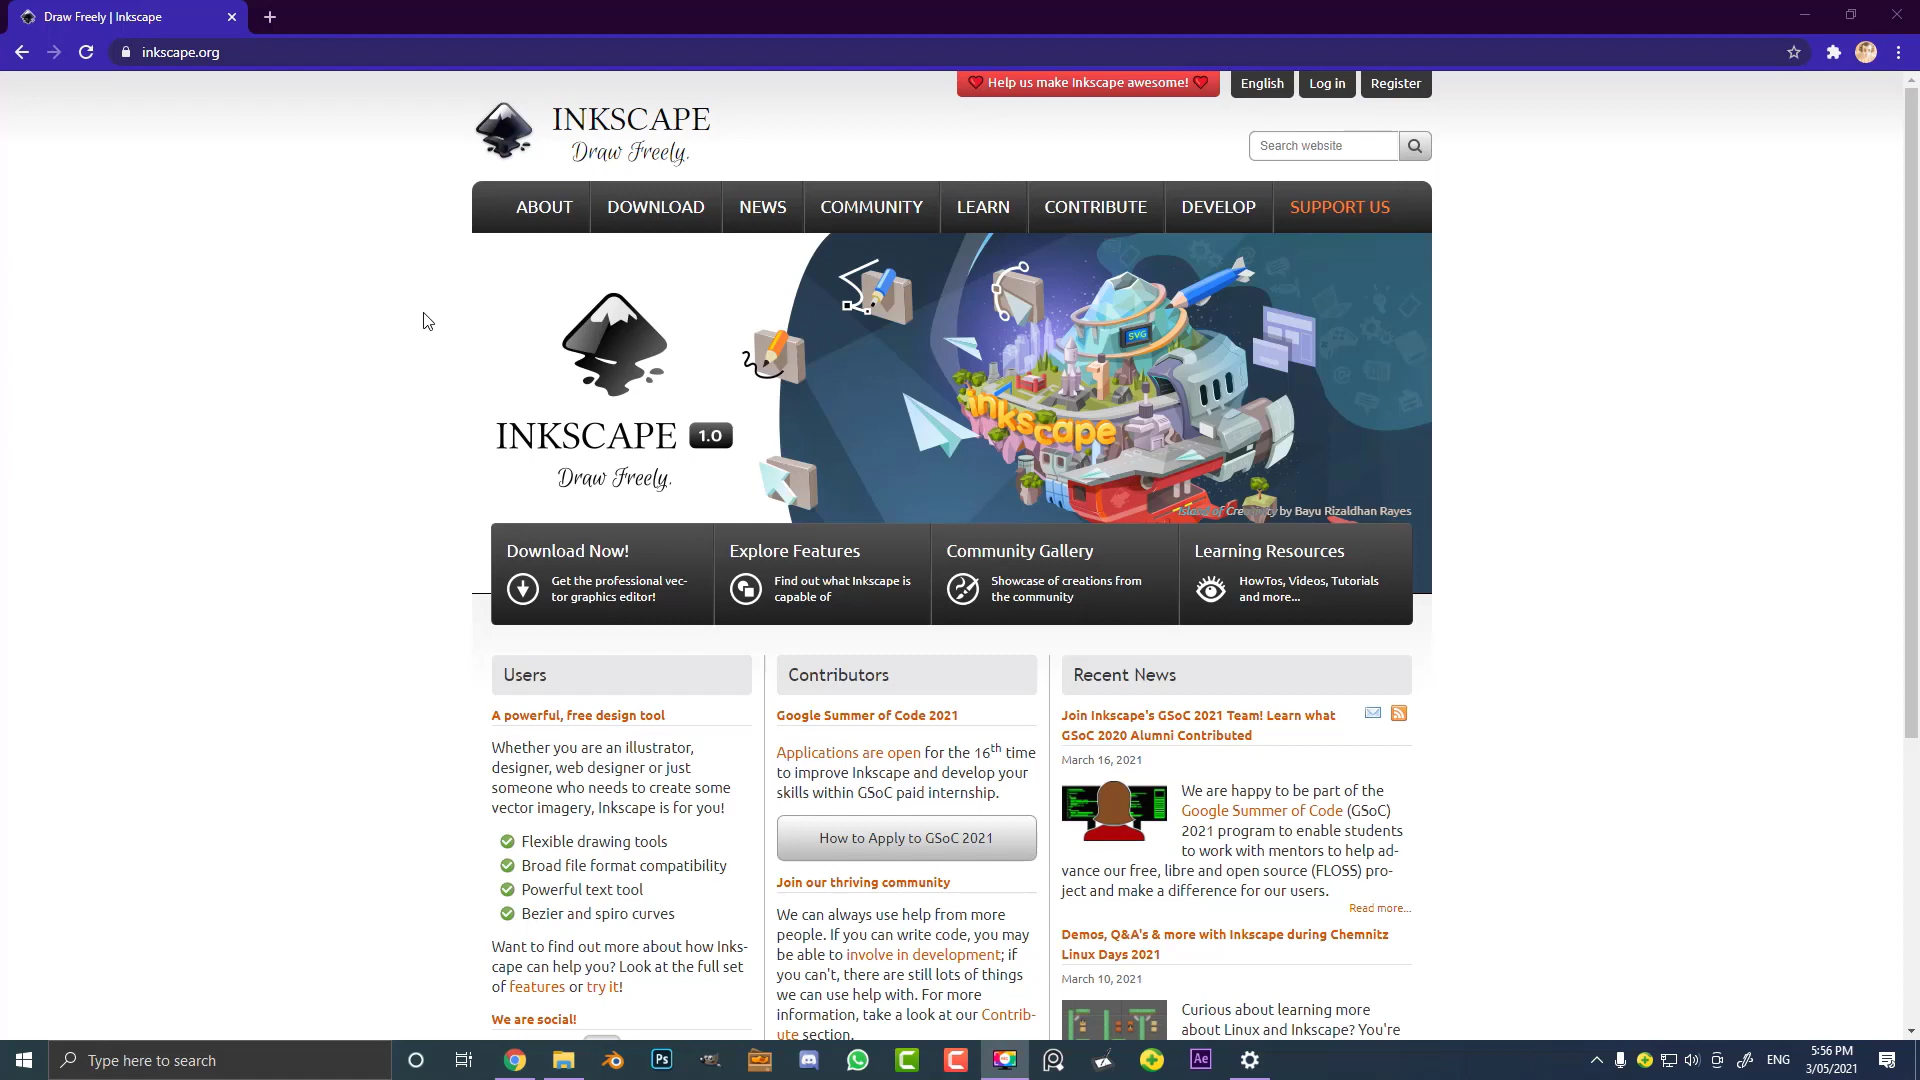 Draw Freely | Inkscape
inkscape.org
Help us make Inkscape awesome!
English
Log in
Register
INKSCAPE
Draw Freely.
Search website
ABOUT
DOWNLOAD
NEWS
COMMUNITY
LEARN
CONTRIBUTE
DEVELOP
SUPPORT US
SVG
inkscape
INKSCAPE 1.0
Draw Freely.
Island of Creativity by Bayu Rizaldhan Rayes
Download Now!
Get the professional vec-
tor graphics editor!
Explore Features
Find out what Inkscape is
capable of
Community Gallery
Showcase of creations from
the community
Learning Resources
HowTos, Videos, Tutorials
and more...
Users
A powerful, free design tool
Whether you are an illustrator,
designer, web designer or just
someone who needs to create some
vector imagery, Inkscape is for you!
Flexible drawing tools
Broad file format compatibility
Powerful text tool
Bezier and spiro curves
Want to find out more about how Inks-
cape can help you? Look at the full set
of features or try it!
We are social!
Contributors
Google Summer of Code 2021
Applications are open for the 16th time
to improve Inkscape and develop your
skills within GSoC paid internship.
How to Apply to GSoC 2021
Join our thriving community
We can always use help from more
people. If you can write code, you may
be able to involve in development; if
you can't, there are still lots of things
we can use help with. For more
information, take a look at our Contrib-
ute section.
Recent News
Join Inkscape's GSoC 2021 Team! Learn what
GSoC 2020 Alumni Contributed
March 16, 2021
We are happy to be part of the
Google Summer of Code (GSoC)
2021 program to enable students
to work with mentors to help ad-
vance our free, libre and open source (FLOSS) pro-
ject and make a difference for our users.
Read more...
Demos, Q&A's & more with Inkscape during Chemnitz
Linux Days 2021
March 10, 2021
Curious about learning more
about Linux and Inkscape? You're
Type here to search
Ps
Ae
ENG
5:56 PM
3/05/2021